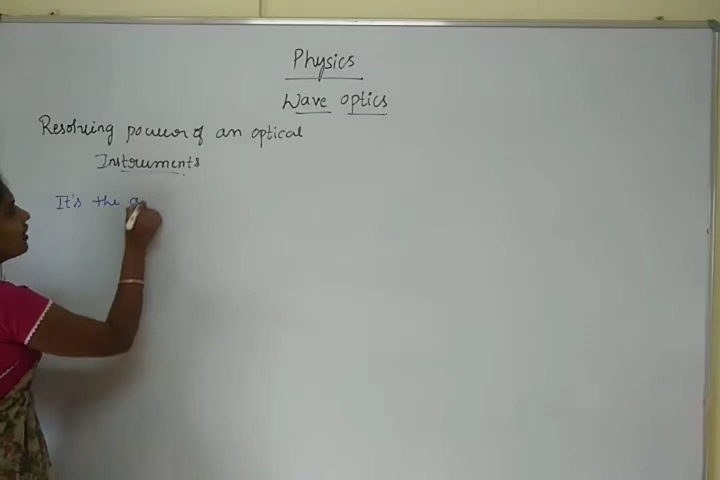 Physics
Wave optics
Resolving power of an optical
Instruments
It's the